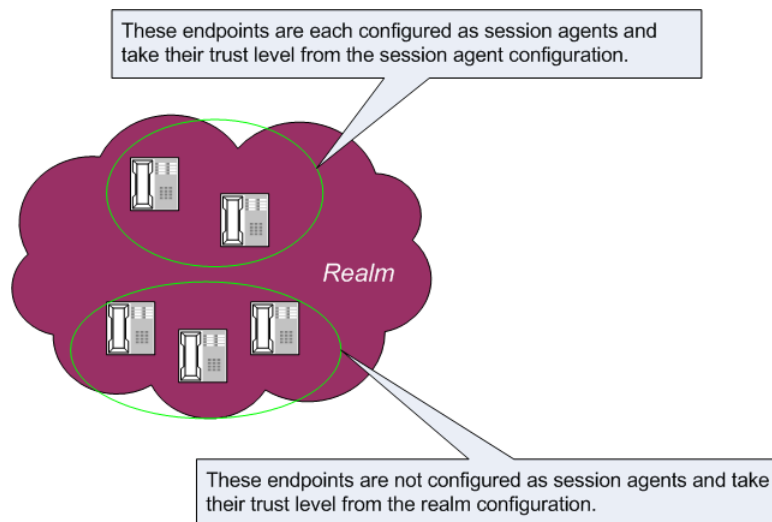 These endpoints are each configured as session agents and
take their trust level from the session agent configuration.
Realm
These endpoints are not configured as session agents and take
their trust level from the realm configuration.